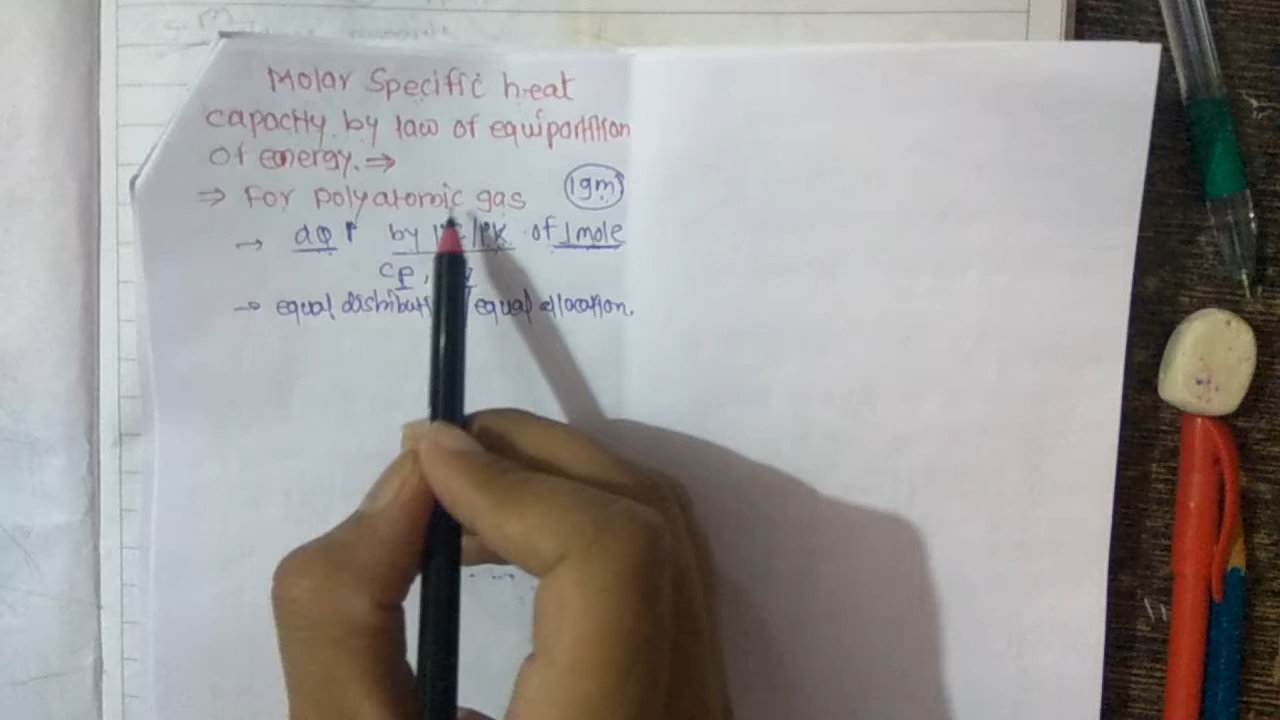 Molar Specific heat
capacity by law of equipartition
of energy. ⇒
⇒ For polyatomic gas (1gm)
→ dQ ↑ by of 1 mole
Cp,
→ equal equal allocation.